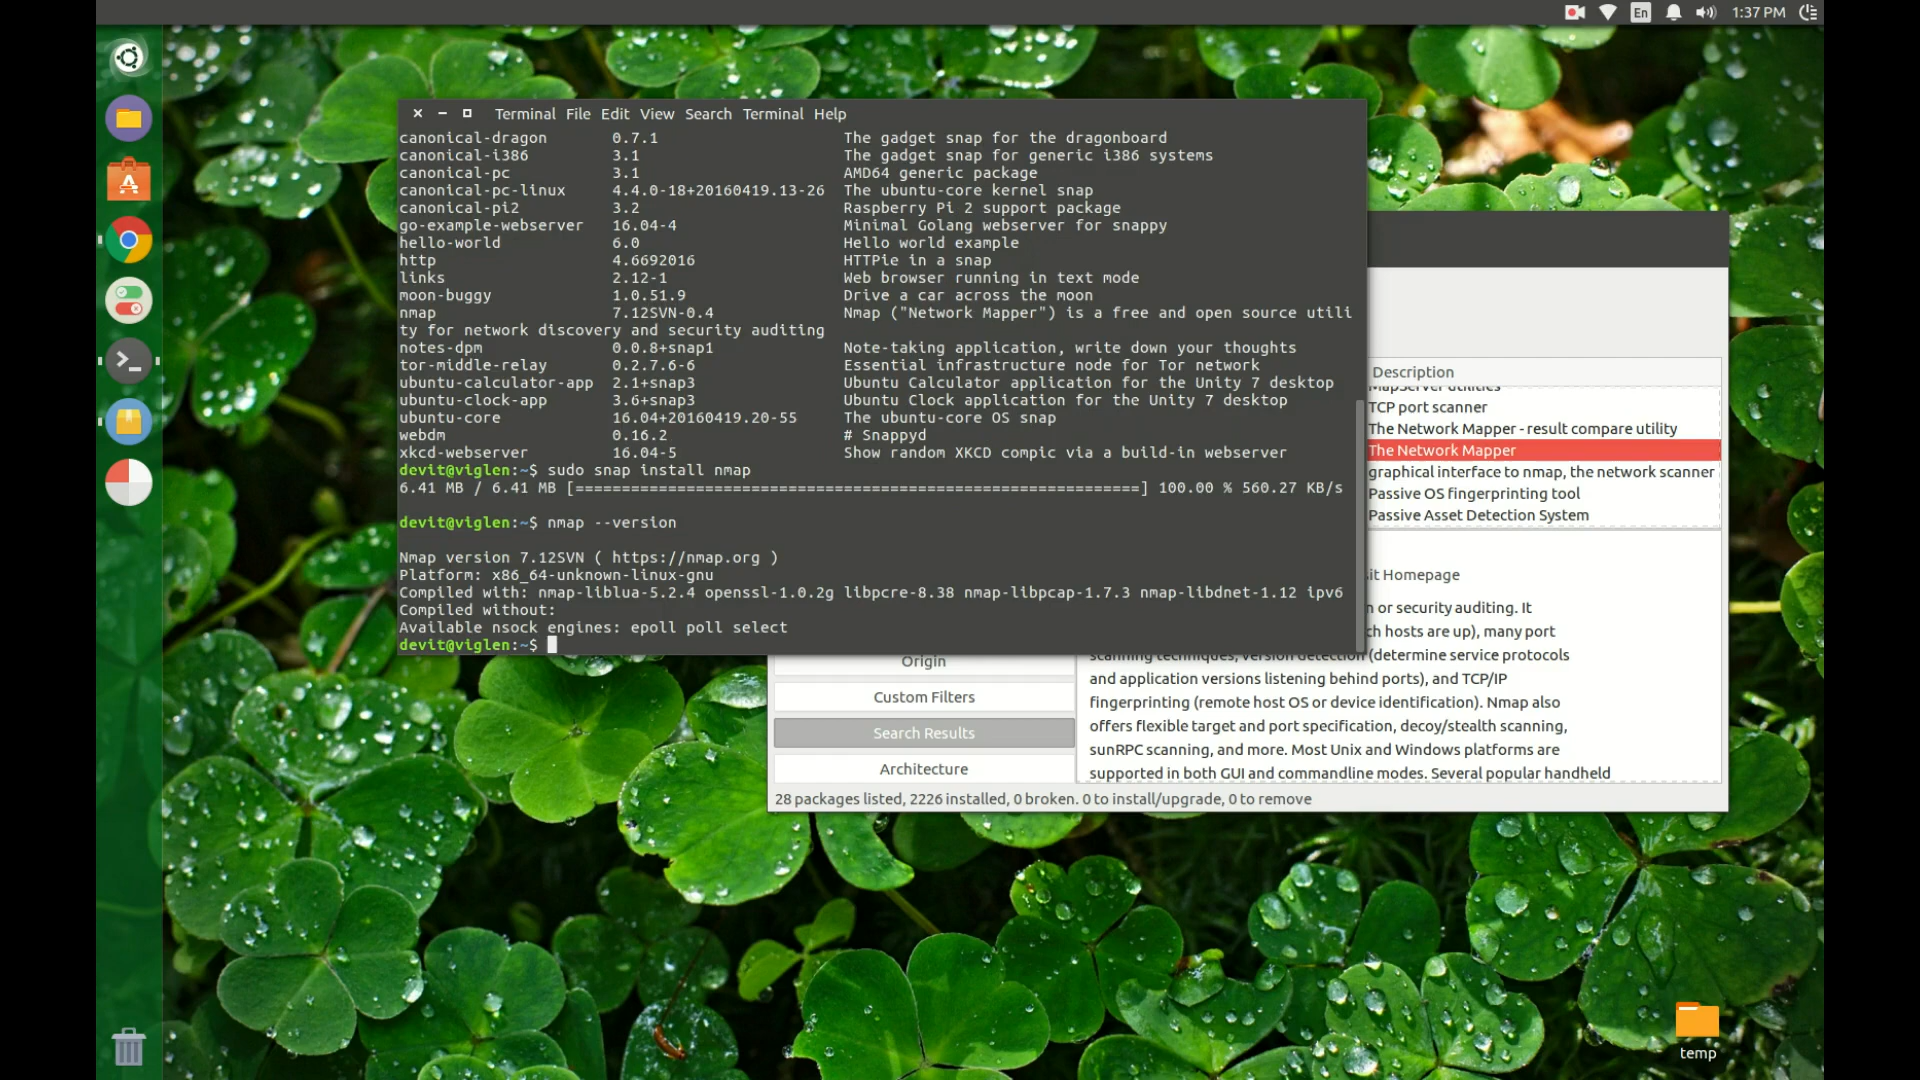 En 1:37 PM
Terminal File Edit View Search Terminal Help
canonical-dragon 0.7.1 The gadget snap for the dragonboard
canonical-i386 3.1 The gadget snap for generic i386 systems
canonical-pc 3.1 AMD64 generic package
canonical-pc-linux 4.4.0-18+20160419.13-26 The ubuntu-core kernel snap
canonical-pi2 3.2 Raspberry Pi 2 support package
go-example-webserver 16.04-4 Minimal Golang webserver for snappy
hello-world 6.0 Hello world example
http 4.6692016 HTTPie in a snap
links 2.12-1 Web browser running in text mode
moon-buggy 1.0.51.9 Drive a car across the moon
nmap 7.12SVN-0.4 Nmap ("Network Mapper") is a free and open source utili
ty for network discovery and security auditing
notes-dpm 0.0.8+snap1 Note-taking application, write down your thoughts
tor-middle-relay 0.2.7.6-6 Essential infrastructure node for Tor network
ubuntu-calculator-app 2.1+snap3 Ubuntu Calculator application for the Unity 7 desktop
ubuntu-clock-app 3.6+snap3 Ubuntu Clock application for the Unity 7 desktop
ubuntu-core 16.04+20160419.20-55 The ubuntu-core OS snap
webdm 0.16.2 # Snappyd
xkcd-webserver 16.04-5 Show random XKCD compic via a build-in webserver
devit@viglen:~$ sudo snap install nmap
6.41 MB / 6.41 MB [=============================================================] 100.00 % 560.27 KB/s
devit@viglen:~$ nmap --version
Nmap version 7.12SVN ( https://nmap.org )
Platform: x86_64-unknown-linux-gnu
Compiled with: nmap-liblua-5.2.4 openssl-1.0.2g libpcre-8.38 nmap-libpcap-1.7.3 nmap-libdnet-1.12 ipv6
Compiled without:
Available nsock engines: epoll poll select
devit@viglen:~$
Description
MapServer utilities
TCP port scanner
The Network Mapper - result compare utility
The Network Mapper
graphical interface to nmap, the network scanner
Passive OS fingerprinting tool
Passive Asset Detection System
it Homepage
n or security auditing. It
ch hosts are up), many port
scanning techniques, version detection (determine service protocols
and application versions listening behind ports), and TCP/IP
fingerprinting (remote host OS or device identification). Nmap also
offers flexible target and port specification, decoy/stealth scanning,
sunRPC scanning, and more. Most Unix and Windows platforms are
supported in both GUI and commandline modes. Several popular handheld
Origin
Custom Filters
Search Results
Architecture
28 packages listed, 2226 installed, 0 broken. 0 to install/upgrade, 0 to remove
temp